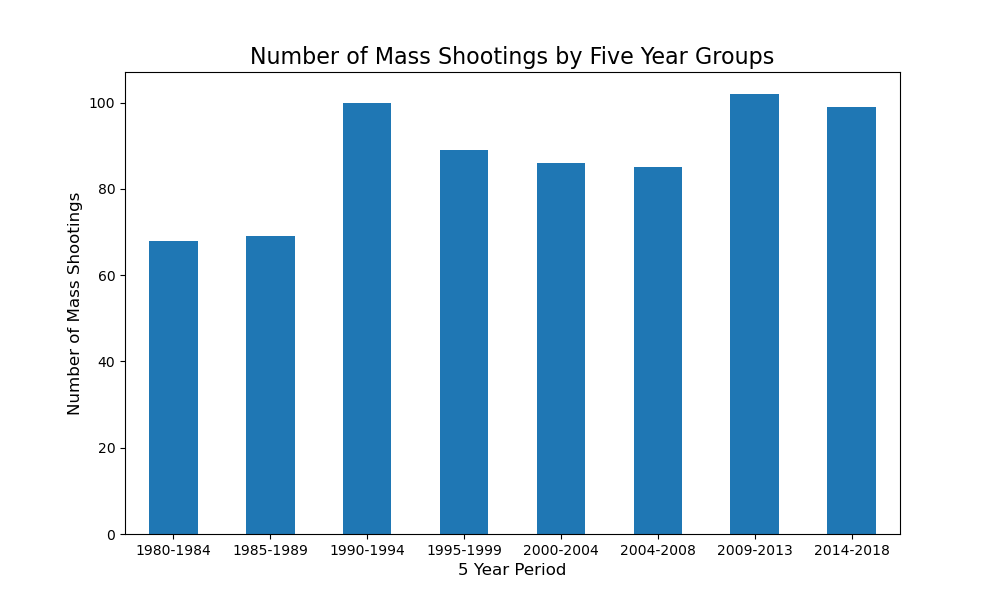 Number of Mass Shootings by Five Year Groups
Number of Mass Shootings
100
80
60
40
20
0
1980-1984 1985-1989 1990-1994 1995-1999 2000-2004 2004-2008 2009-2013 2014-2018
5 Year Period